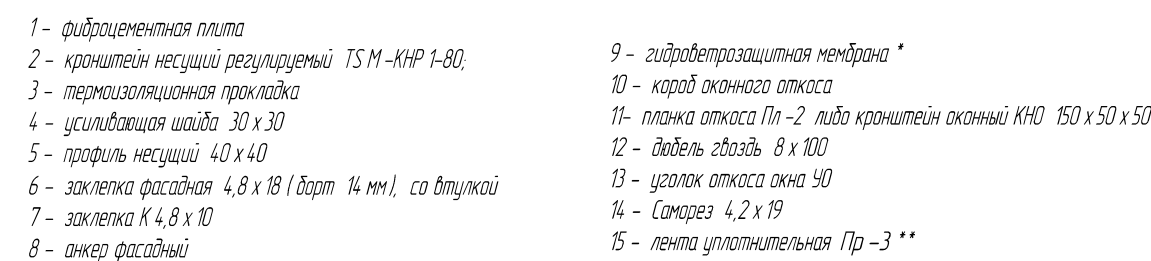 1 – фиброцементная плита
2 – кронштейн несущий регулируемый TS M –КНР 1–80;
3 – термоизоляционная прокладка
4 – усиливающая шайба 30 х 30
5 – профиль несущий 40 х 40
6 – заклепка фасадная 4,8 х 18 ( борт 14 мм ), со втулкой
7 – заклепка К 4,8 х 10
8 – анкер фасадный
9 – гидроветрозащитная мембрана *
10 – короб оконного откоса
11– планка откоса Пл –2 либо кронштейн оконный КНО 150 х 50 х 50
12 – дюбель гвоздь 8 х 100
13 – уголок откоса окна УО
14 – Саморез 4,2 х 19
15 – лента уплотнительная Пр –3 **